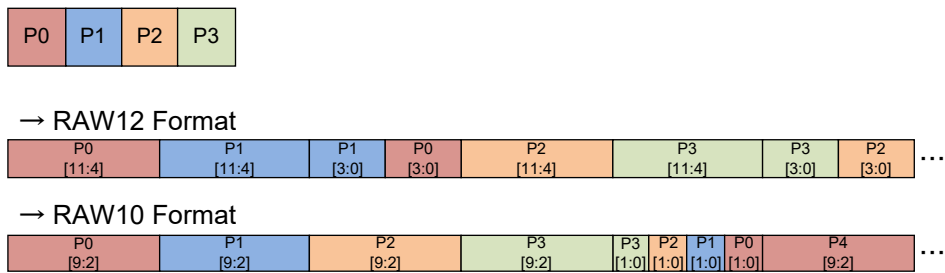 P0 P1 P2 P3
→ RAW12 Format
P0 P1 P1 P0 P2 P3 P3 P2
[11:4] [11:4] [3:0] [3:0] [11:4] [11:4] [3:0] [3:0] ...
→ RAW10 Format
P0 P1 P2 P3 P3 P2 P1 P0 P4
[9:2] [9:2] [9:2] [9:2] [1:0] [1:0] [1:0] [1:0] [9:2] ...